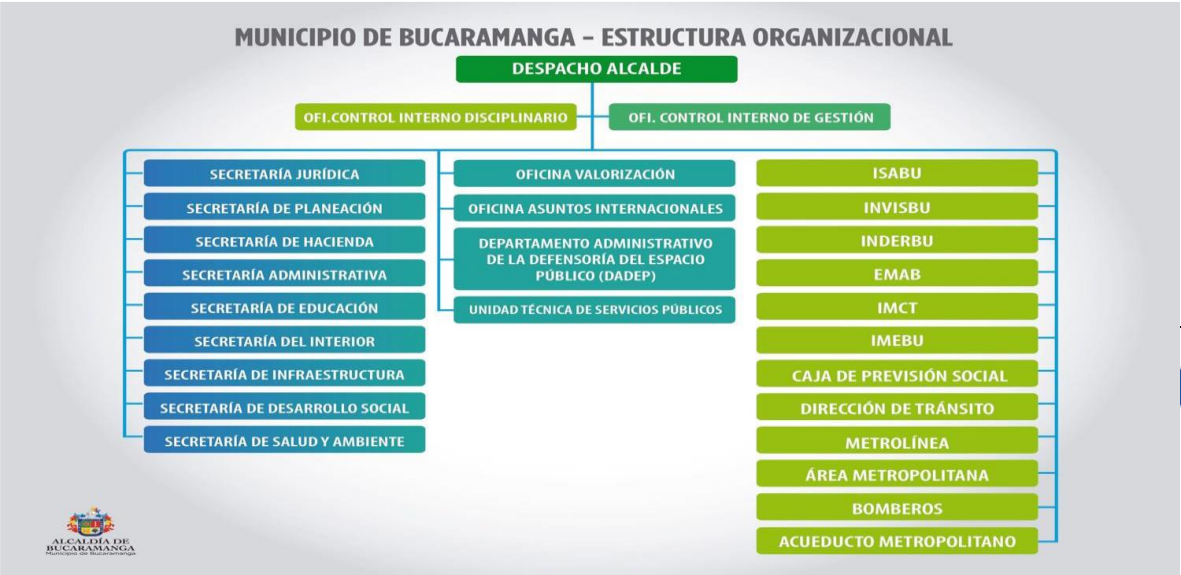 MUNICIPIO DE BUCARAMANGA – ESTRUCTURA ORGANIZACIONAL
DESPACHO ALCALDE
OFI.CONTROL INTERNO DISCIPLINARIO
OFI. CONTROL INTERNO DE GESTIÓN
SECRETARÍA JURÍDICA
SECRETARÍA DE PLANEACIÓN
SECRETARÍA DE HACIENDA
SECRETARÍA ADMINISTRATIVA
SECRETARÍA DE EDUCACIÓN
SECRETARÍA DEL INTERIOR
SECRETARÍA DE INFRAESTRUCTURA
SECRETARÍA DE DESARROLLO SOCIAL
SECRETARÍA DE SALUD Y AMBIENTE
OFICINA VALORIZACIÓN
OFICINA ASUNTOS INTERNACIONALES
DEPARTAMENTO ADMINISTRATIVO
DE LA DEFENSORÍA DEL ESPACIO
PÚBLICO (DADEP)
UNIDAD TÉCNICA DE SERVICIOS PÚBLICOS
ISABU
INVISBU
INDERBU
EMAB
IMCT
IMEBU
CAJA DE PREVISIÓN SOCIAL
DIRECCIÓN DE TRÁNSITO
METROLÍNEA
ÁREA METROPOLITANA
BOMBEROS
ACUEDUCTO METROPOLITANO
ALCALDÍA DE
BUCARAMANGA
Municipio de Bucaramanga